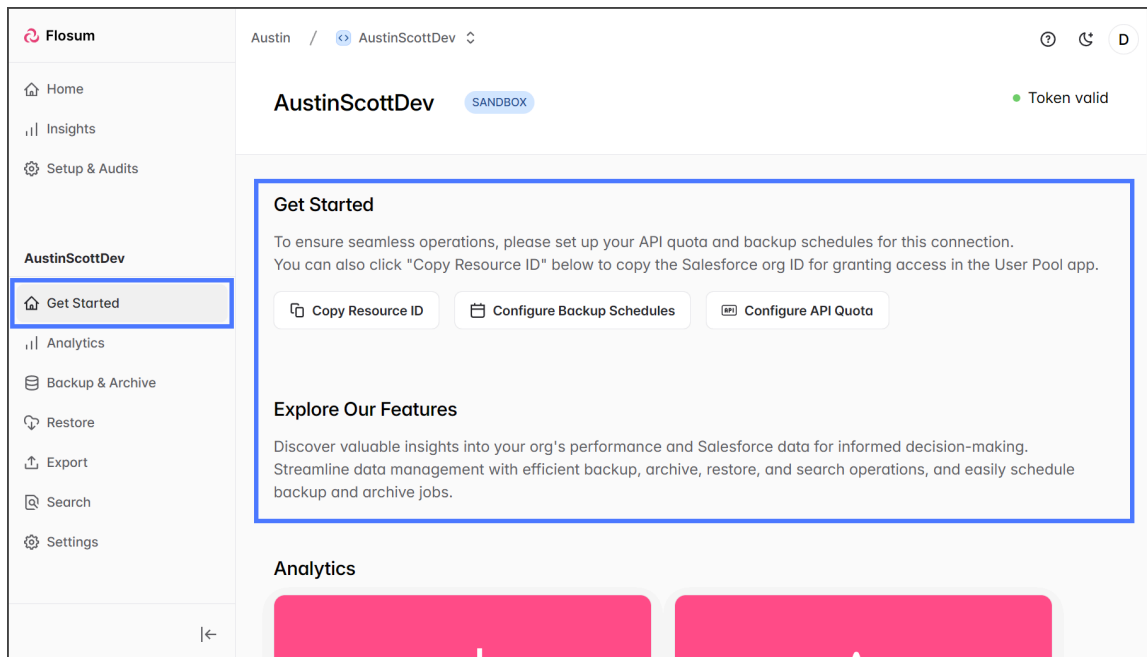 Flosum
Austin / AustinScottDev
D
Home
Insights
Setup & Audits
AustinScottDev
Get Started
Analytics
Backup & Archive
Restore
Export
Search
Settings
AustinScottDev SANDBOX
Token valid
Get Started
To ensure seamless operations, please set up your API quota and backup schedules for this connection.
You can also click "Copy Resource ID" below to copy the Salesforce org ID for granting access in the User Pool app.
Copy Resource ID
Configure Backup Schedules
API Configure API Quota
Explore Our Features
Discover valuable insights into your org's performance and Salesforce data for informed decision-making.
Streamline data management with efficient backup, archive, restore, and search operations, and easily schedule
backup and archive jobs.
Analytics